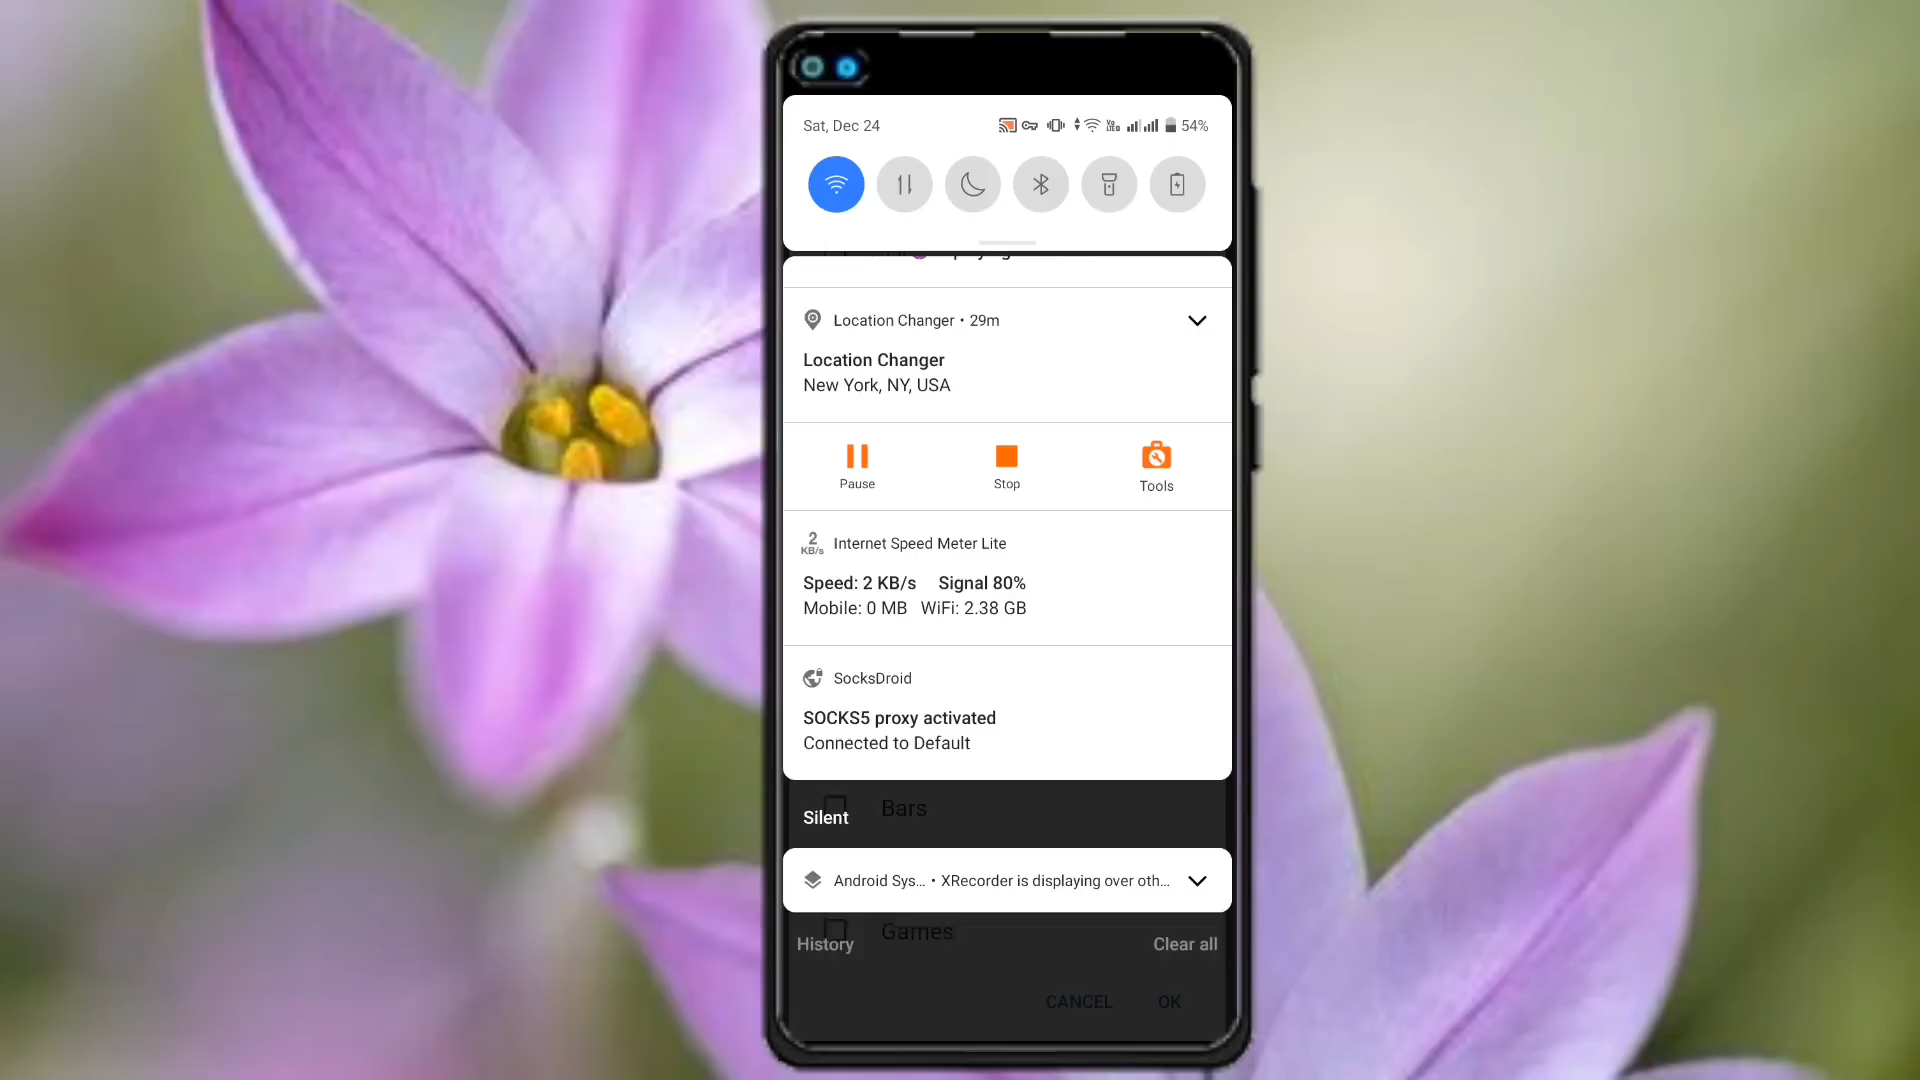 Sat, Dec 24
54%
Location Changer • 29m
Location Changer
New York, NY, USA
Pause
Stop
Tools
2
KB/s
Internet Speed Meter Lite
Speed: 2 KB/s Signal 80%
Mobile: 0 MB WiFi: 2.38 GB
SocksDroid
SOCKS5 proxy activated
Connected to Default
Bars
Silent
Android Sys... • XRecorder is displaying over oth...
Games
History
Clear all
CANCEL OK